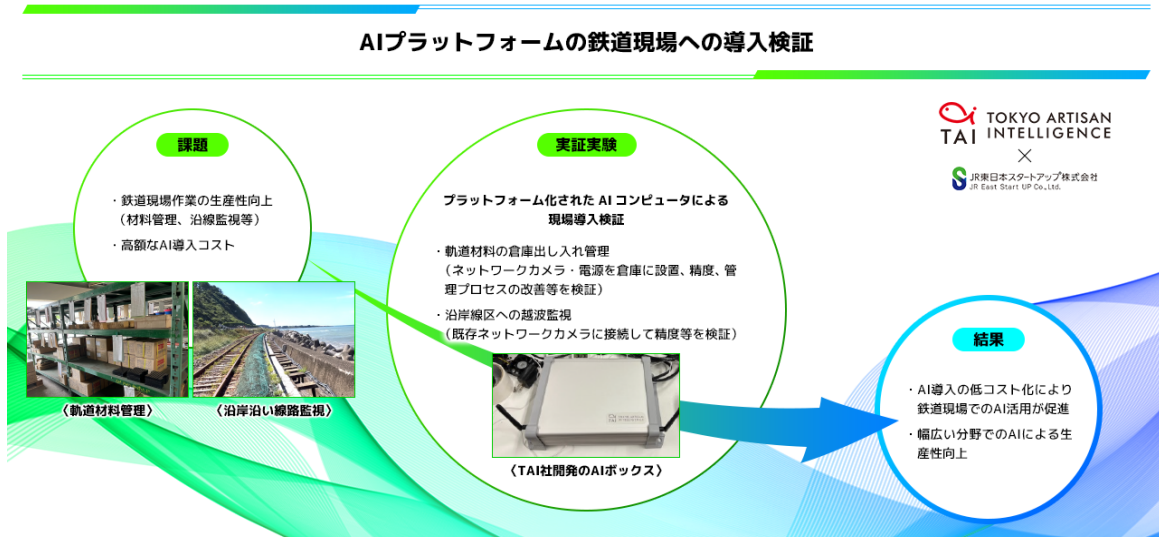 AIプラットフォームの鉄道現場への導入検証
TOKYO ARTISAN
INTELLIGENCE
TAI
×
JR東日本スタートアップ株式会社
JR East Start UP Co.,Ltd.
課題
・鉄道現場作業の生産性向上
（材料管理、沿線監視等）
・高額なAI導入コスト
〈軌道材料管理〉
〈沿岸沿い線路監視〉
実証実験
プラットフォーム化された AI コンピュータによる
現場導入検証
・軌道材料の倉庫出し入れ管理
（ネットワークカメラ・電源を倉庫に設置、精度、管
理プロセスの改善等を検証）
・沿岸線区への越波監視
（既存ネットワークカメラに接続して精度等を検証）
TAI
〈TAI社開発のAIボックス〉
結果
・AI導入の低コスト化により
鉄道現場でのAI活用が促進
・幅広い分野でのAIによる生
産性向上